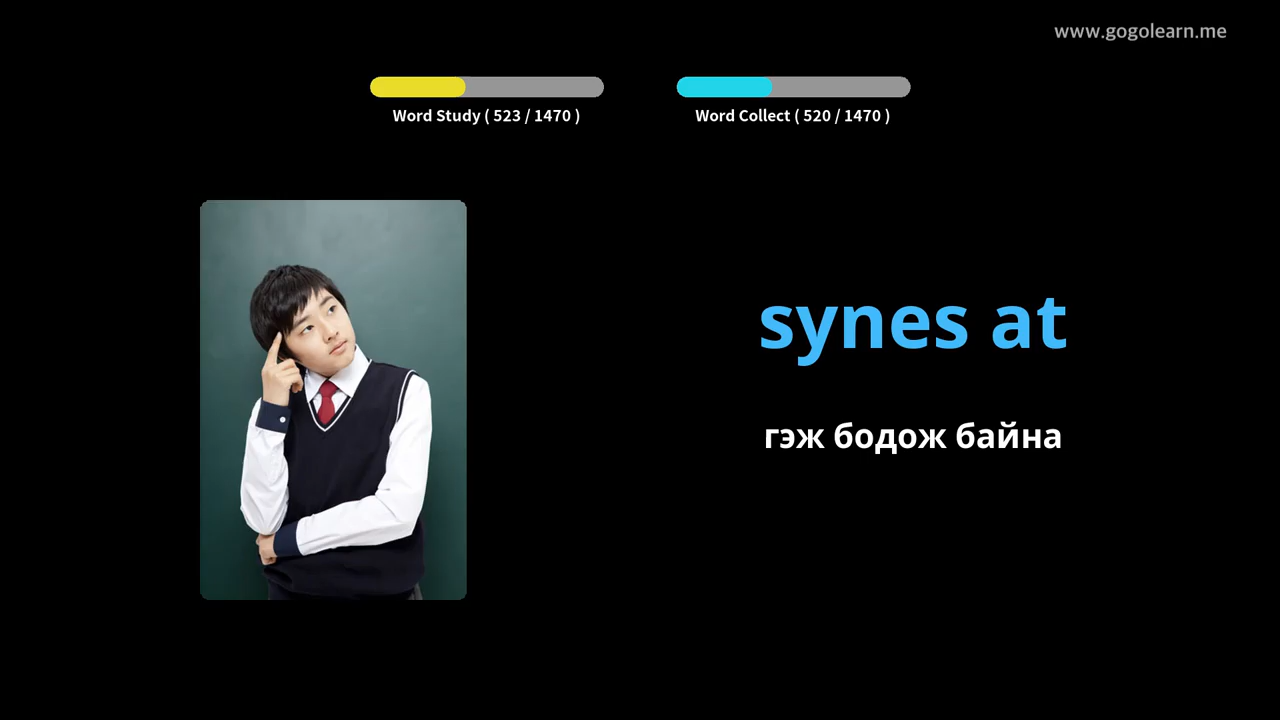 www.gogolearn.me
Word Study ( 523 / 1470 )
Word Collect ( 520 / 1470 )
synes at
гэж бодож байна